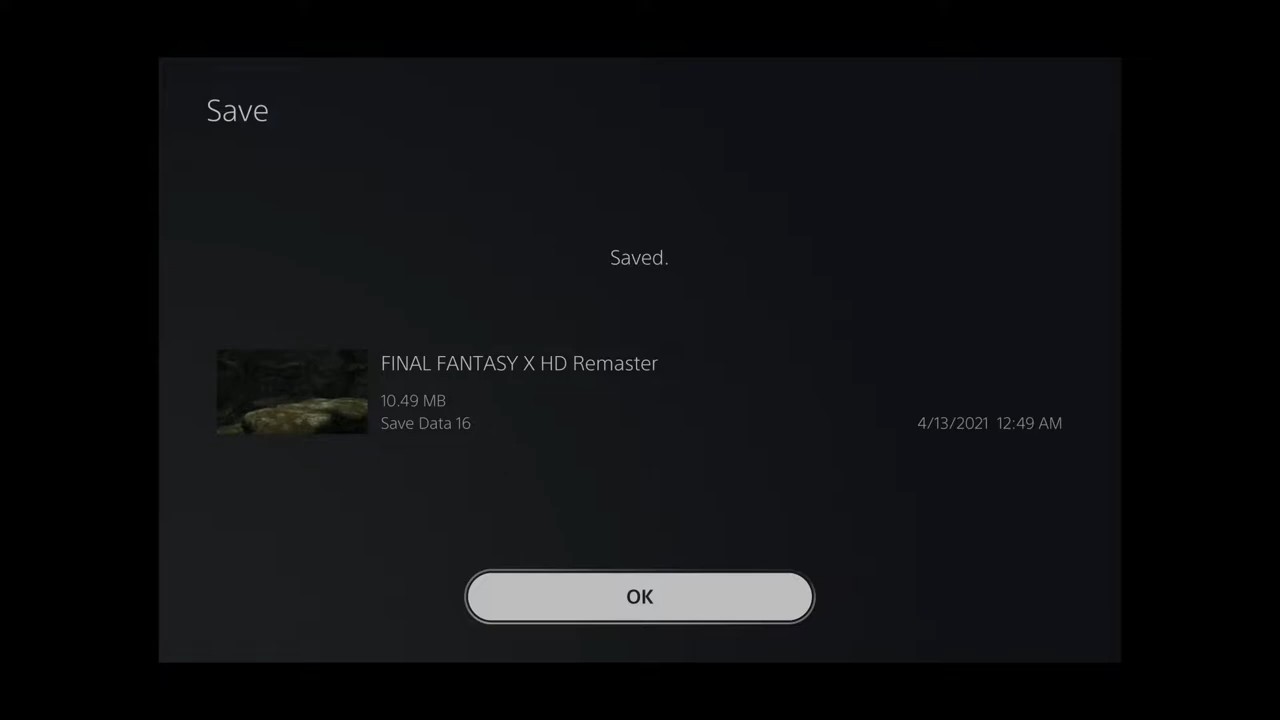 Save
Saved.
FINAL FANTASY X HD Remaster
10.49 MB
Save Data 16
4/13/2021 12:49 AM
OK